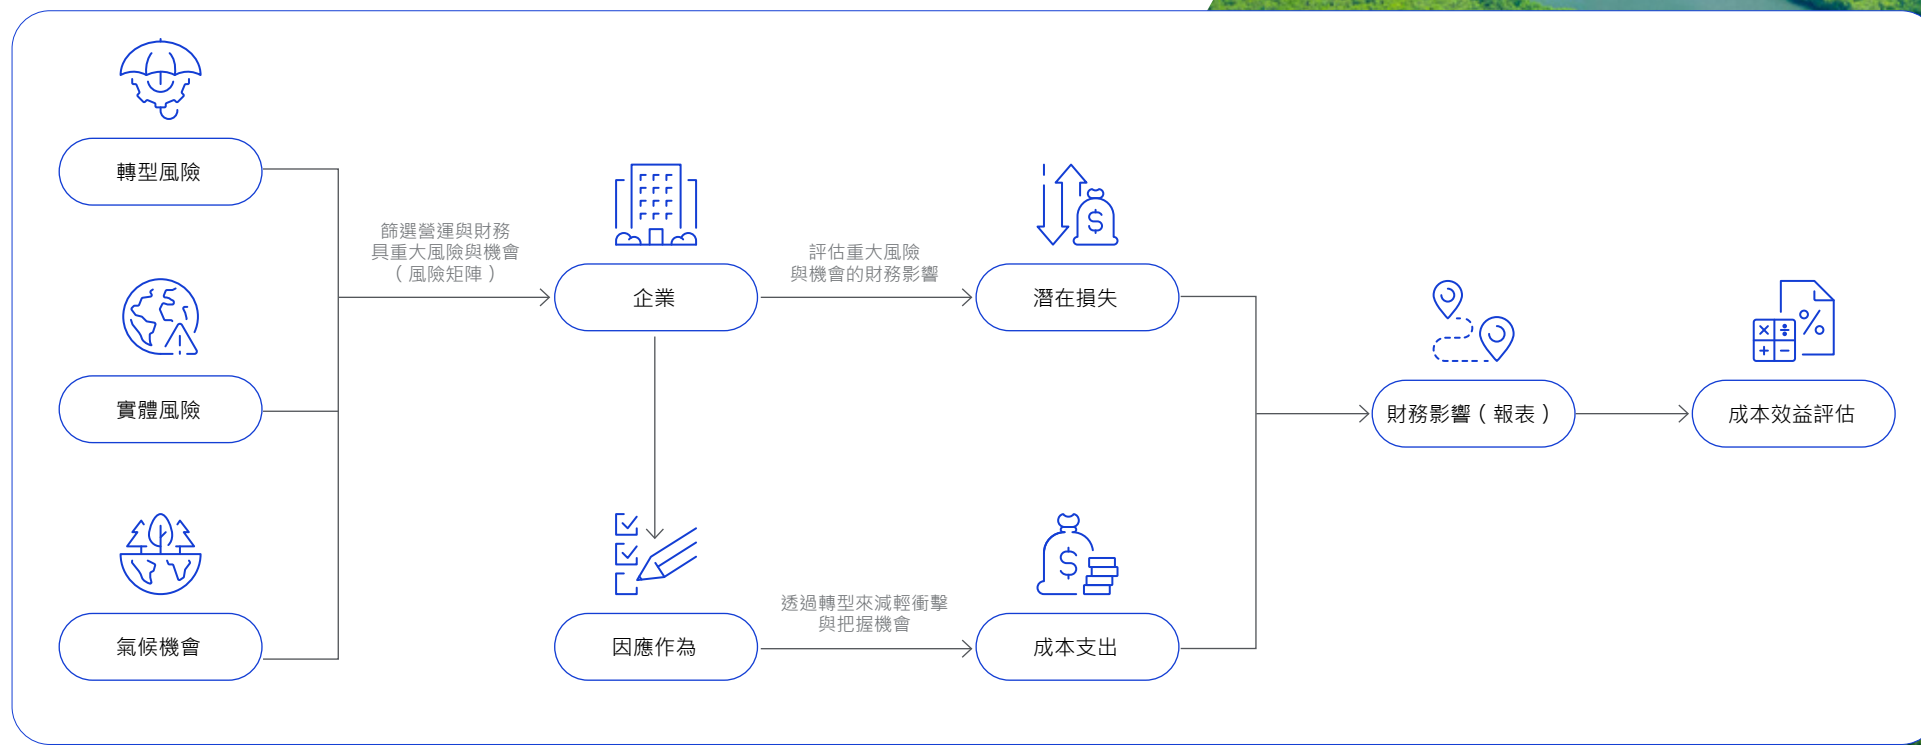 轉型風險
實體風險
氣候機會
篩選營運與財務
具重大風險與機會
（風險矩陣）
企業
評估重大風險
與機會的財務影響
潛在損失
因應作為
透過轉型來減輕衝擊
與把握機會
成本支出
財務影響（報表）
成本效益評估